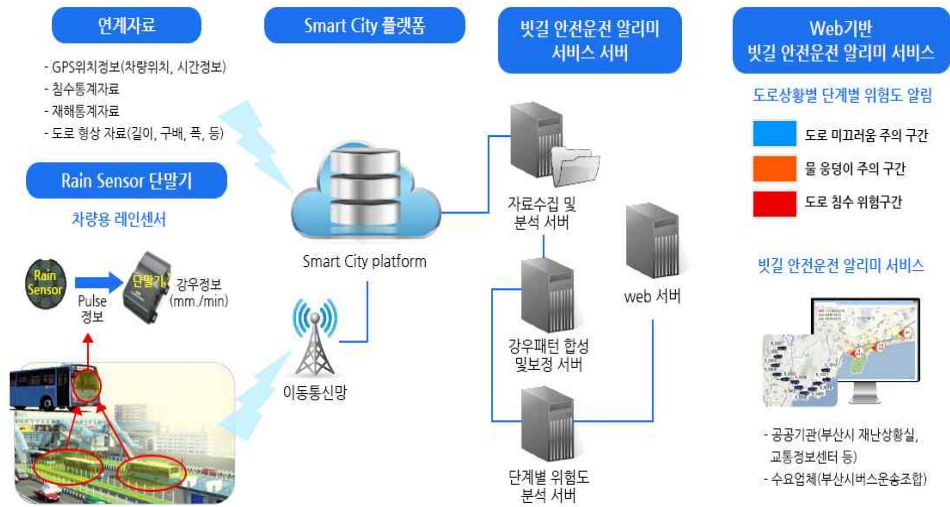 연계자료
- GPS위치정보(차량위치, 시간정보)
- 침수통계자료
- 재해통계자료
- 도로 형상 자료(길이, 구배, 폭, 등)
Rain Sensor 단말기
차량용 레인센서
Rain
Sensor
Pulse
정보
단말기
강우정보
(mm./min)
Smart City 플랫폼
Smart City platform
이동통신망
빗길 안전운전 알리미
서비스 서버
자료수집 및
분석 서버
강우패턴 합성
및보정 서버
단계별 위험도
분석 서버
web 서버
Web기반
빗길 안전운전 알리미 서비스
도로상황별 단계별 위험도 알림
도로 미끄러움 주의 구간
물 웅덩이 주의 구간
도로 침수 위험구간
빗길 안전운전 알리미 서비스
- 공공기관(부산시 재난상황실,
교통정보센터 등)
- 수요업체(부산시버스운송조합)